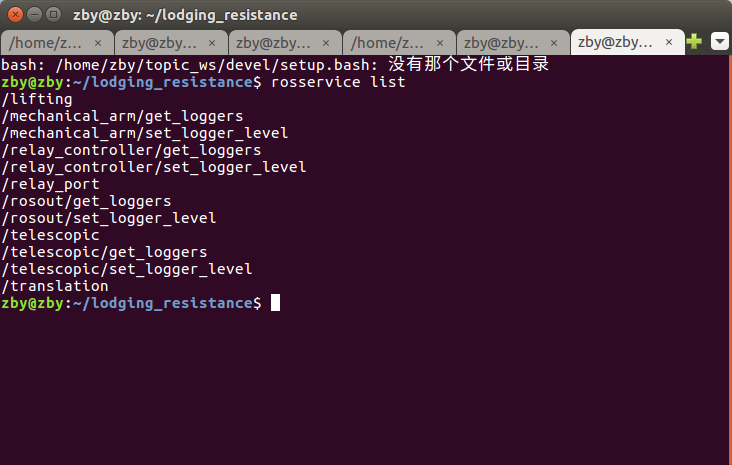 zby@zby: ~/lodging_resistance
/home/z... × zby@zby... × zby@zby... × /home/z... × zby@zby... × zby@zby... ×
bash: /home/zby/topic_ws/devel/setup.bash: 没有那个文件或目录
zby@zby:~/lodging_resistance$ rosservice list
/lifting
/mechanical_arm/get_loggers
/mechanical_arm/set_logger_level
/relay_controller/get_loggers
/relay_controller/set_logger_level
/relay_port
/rosout/get_loggers
/rosout/set_logger_level
/telescopic
/telescopic/get_loggers
/telescopic/set_logger_level
/translation
zby@zby:~/lodging_resistance$